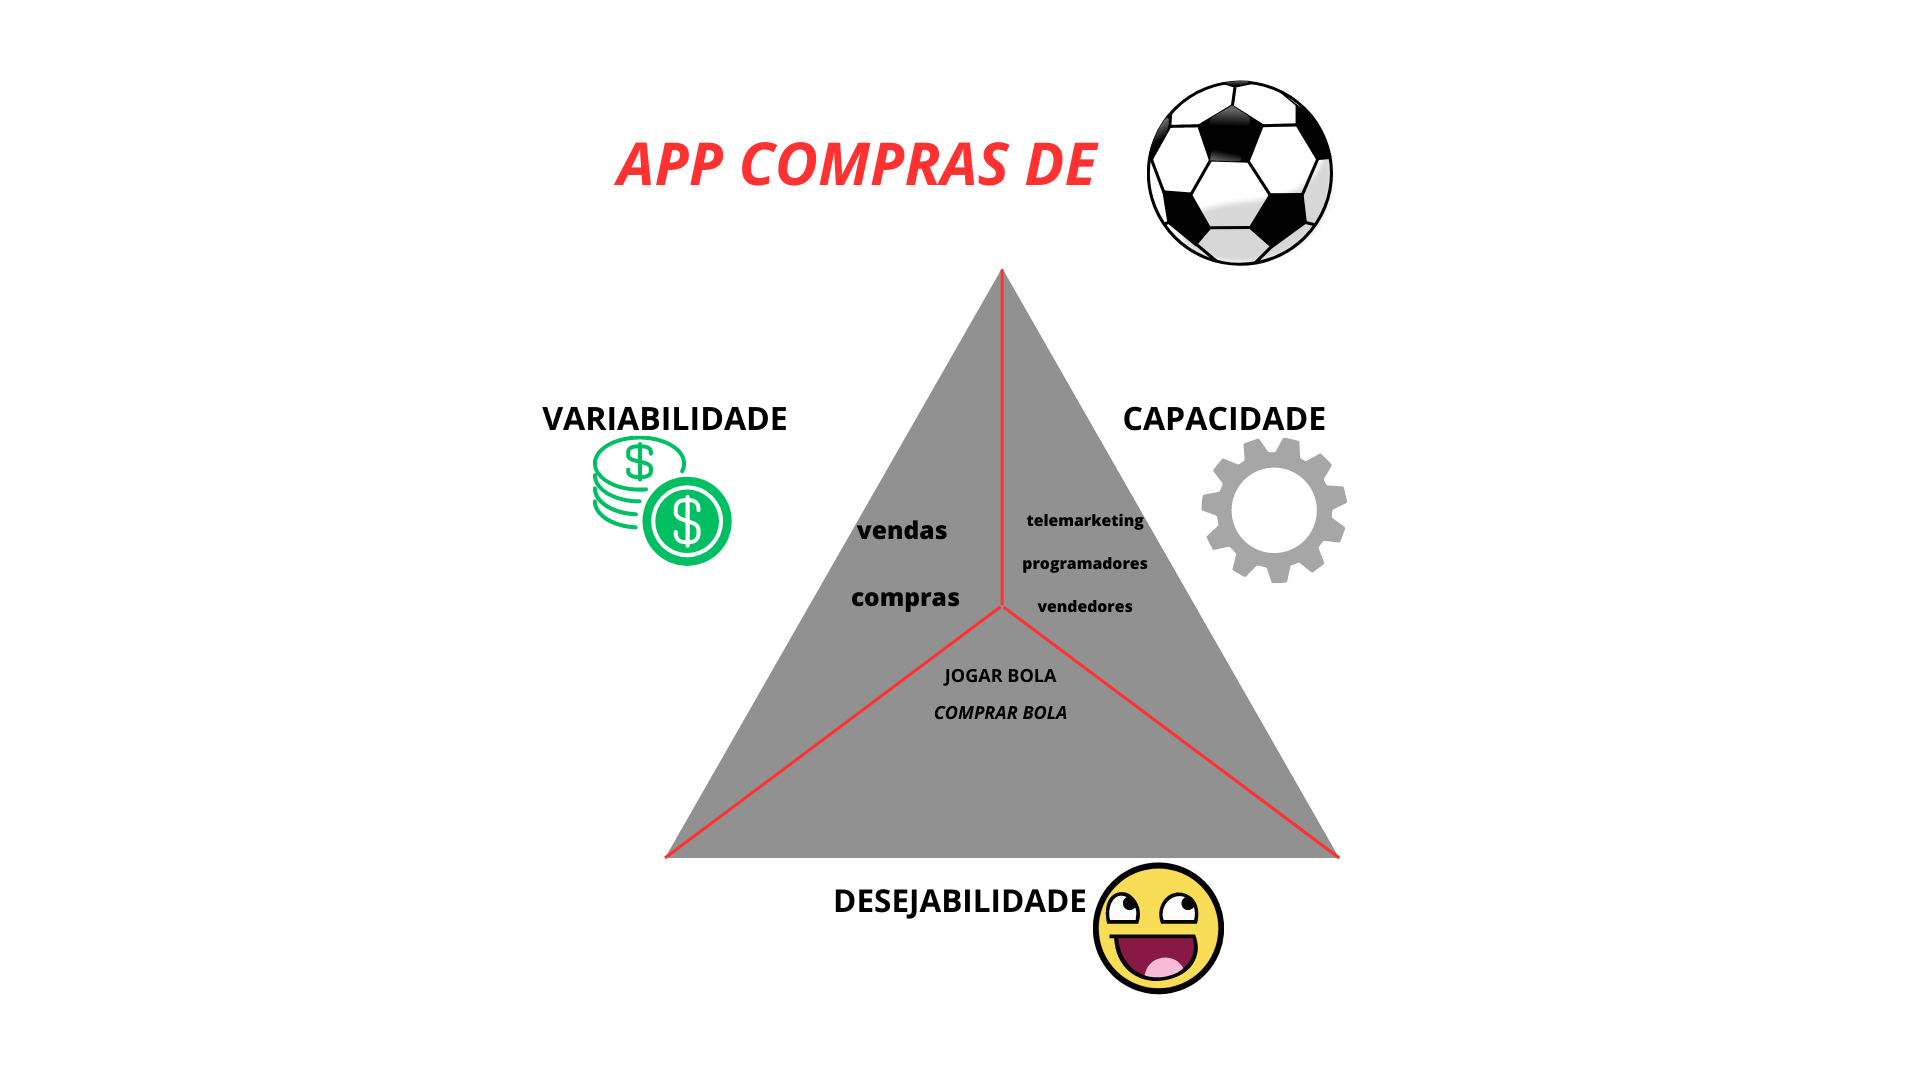 APP COMPRAS DE
VARIABILIDADE
$
$
CAPACIDADE
vendas
compras
telemarketing
programadores
vendedores
JOGAR BOLA
COMPRAR BOLA
DESEJABILIDADE